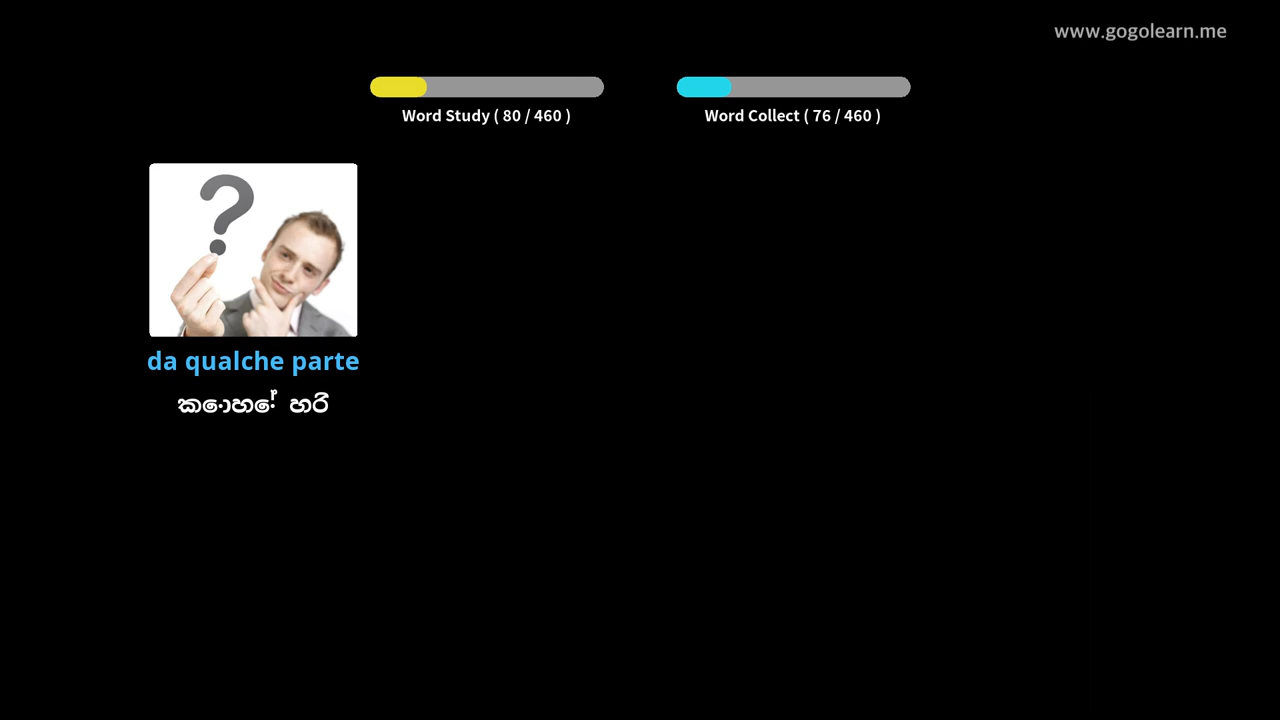 www.gogolearn.me
Word Study ( 80 / 460 )
Word Collect ( 76 / 460 )
?
da qualche parte
කොහේ හරි